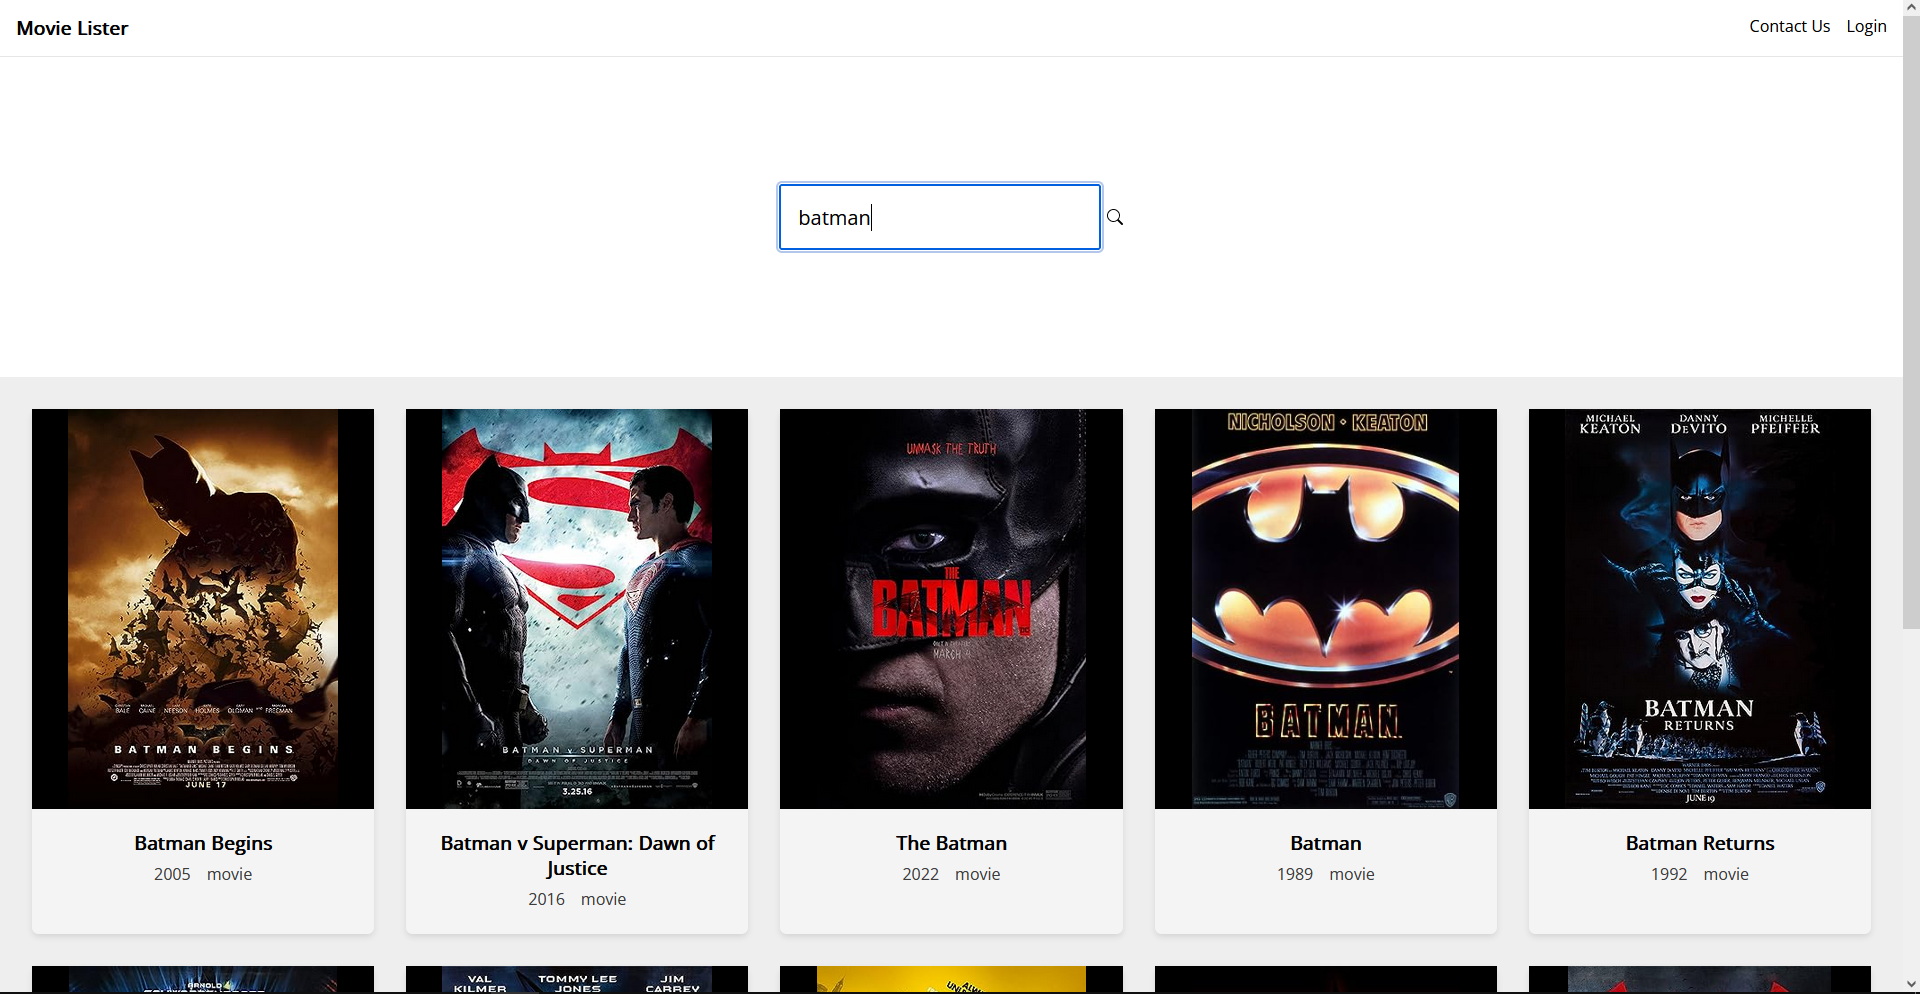 Movie Lister
Contact Us Login
batman
BATMAN BEGINS
JUNE 17
BATMAN v SUPERMAN
DAWN OF JUSTICE
3.25.16
UNMASK THE TRUTH
THE
BATMAN
MARCH 4
NICHOLSON • KEATON
BATMAN
MICHAEL
KEATON
DANNY
DEVITO
MICHELLE
PFEIFFER
BATMAN
RETURNS
JUNE 19
Batman Begins
2005 movie
Batman v Superman: Dawn of
Justice
2016 movie
The Batman
2022 movie
Batman
1989 movie
Batman Returns
1992 movie
ARNOLD
VAL
KILMER
TOMMY LEE
JONES
JIM
CARREY